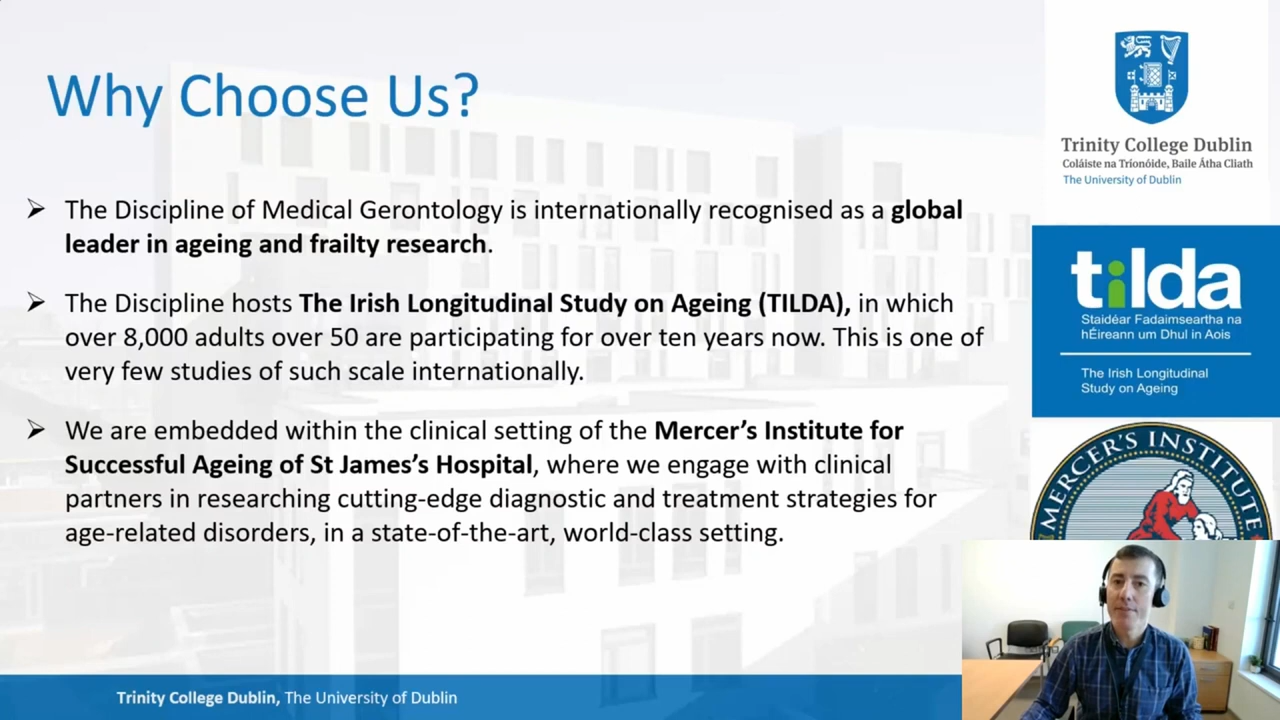 Why Choose Us?
The Discipline of Medical Gerontology is internationally recognised as a global
leader in ageing and frailty research.
The Discipline hosts The Irish Longitudinal Study on Ageing (TILDA), in which
over 8,000 adults over 50 are participating for over ten years now. This is one of
very few studies of such scale internationally.
We are embedded within the clinical setting of the Mercer’s Institute for
Successful Ageing of St James’s Hospital, where we engage with clinical
partners in researching cutting-edge diagnostic and treatment strategies for
age-related disorders, in a state-of-the-art, world-class setting.
Trinity College Dublin
Coláiste na Tríonóide, Baile Átha Cliath
The University of Dublin
tilda
Staidéar Fadaimseartha na
hÉireann um Dhul in Aois
The Irish Longitudinal
Study on Ageing
MERCER'S INSTITUTE
Trinity College Dublin, The University of Dublin